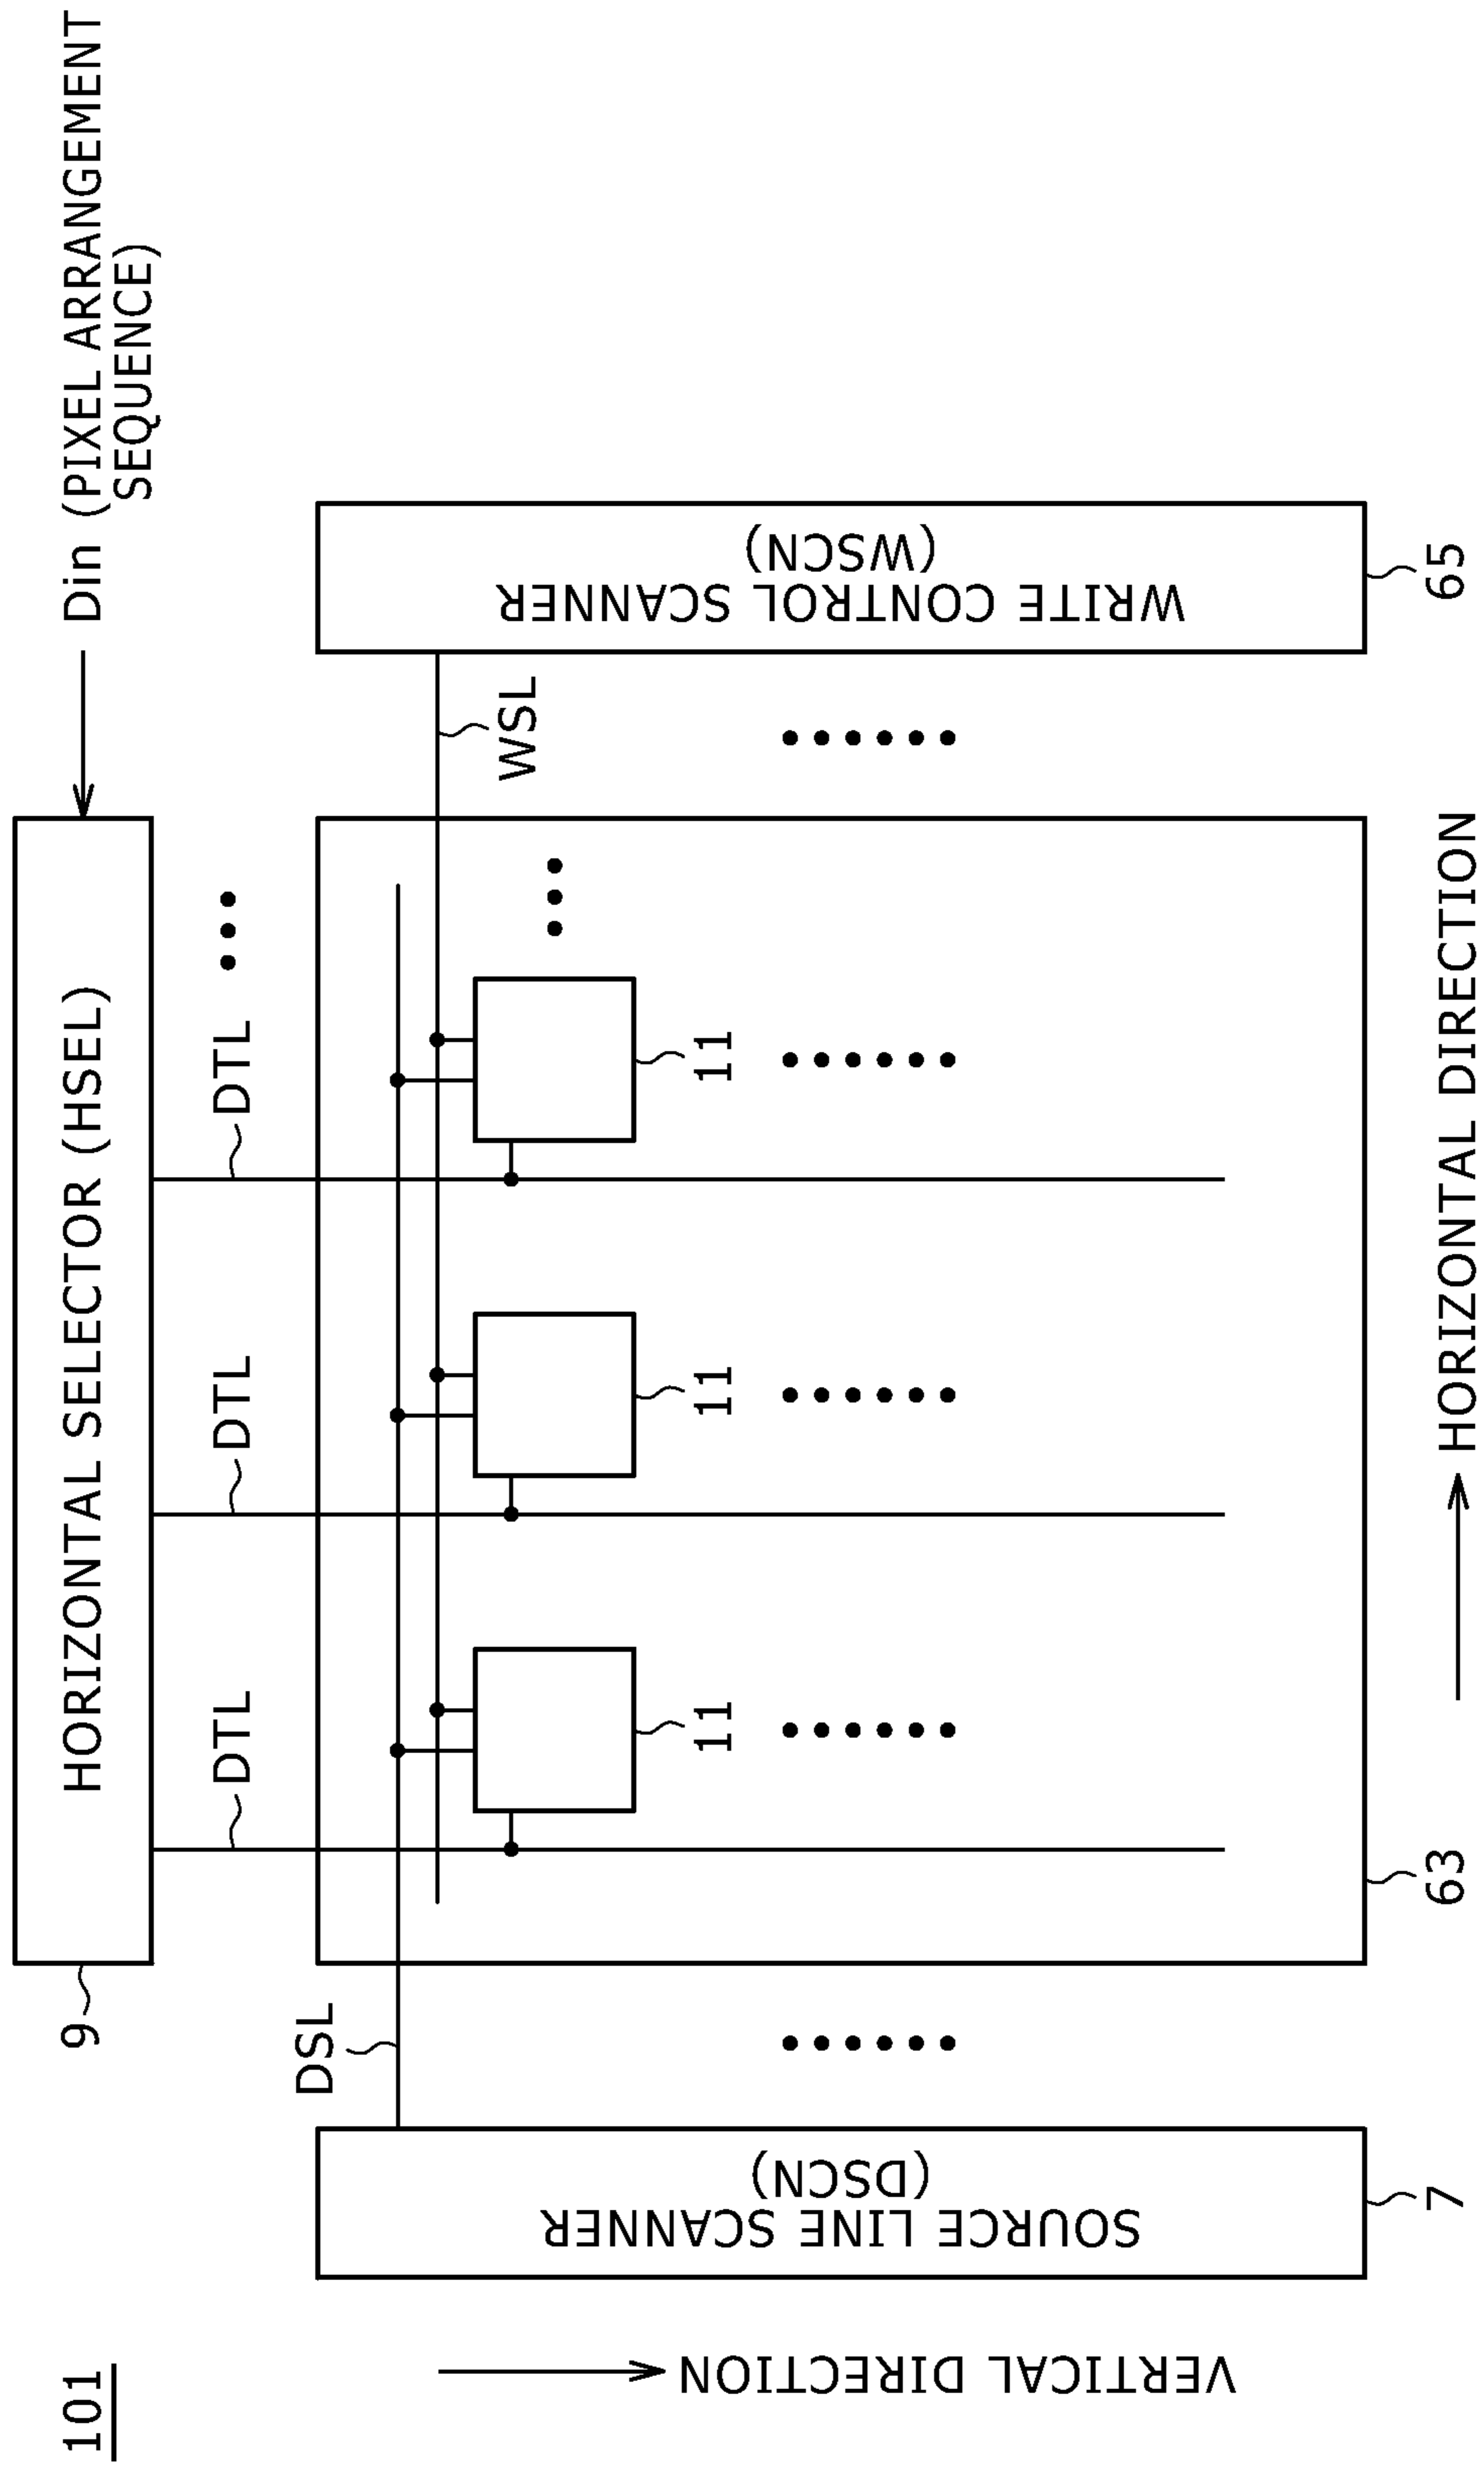 101
9
HORIZONTAL SELECTOR (HSEL)
Din (PIXEL ARRANGEMENT
SEQUENCE)
DTL
DTL
DTL
DSL
WSL
SOURCE LINE SCANNER
(DSCN)
11
11
11
WRITE CONTROL SCANNER
(WSCN)
VERTICAL DIRECTION
7
63
65
HORIZONTAL DIRECTION